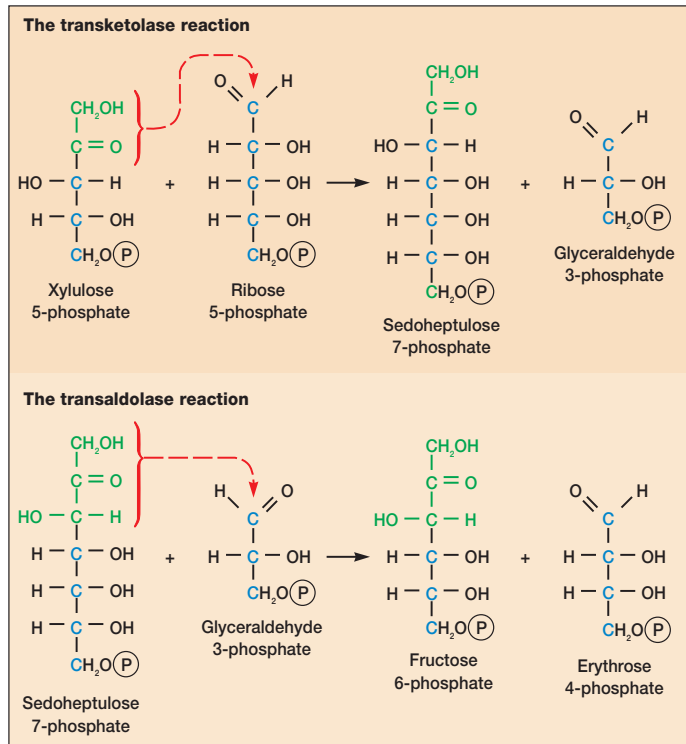 The transketolase reaction
CH2OH
C = O
HO — C — H
H — C — OH
CH2O P
Xylulose
5-phosphate
+
O H
C
H — C — OH
H — C — OH
H — C — OH
CH2O P
Ribose
5-phosphate
CH2OH
C = O
HO — C — H
H — C — OH
H — C — OH
H — C — OH
CH2O P
Sedoheptulose
7-phosphate
+
O H
C
H — C — OH
CH2O P
Glyceraldehyde
3-phosphate
The transaldolase reaction
CH2OH
C = O
HO — C — H
H — C — OH
H — C — OH
H — C — OH
CH2O P
Sedoheptulose
7-phosphate
+
H O
C
H — C — OH
CH2O P
Glyceraldehyde
3-phosphate
CH2OH
C = O
HO — C — H
H — C — OH
H — C — OH
CH2O P
Fructose
6-phosphate
+
O H
C
H — C — OH
H — C — OH
CH2O P
Erythrose
4-phosphate